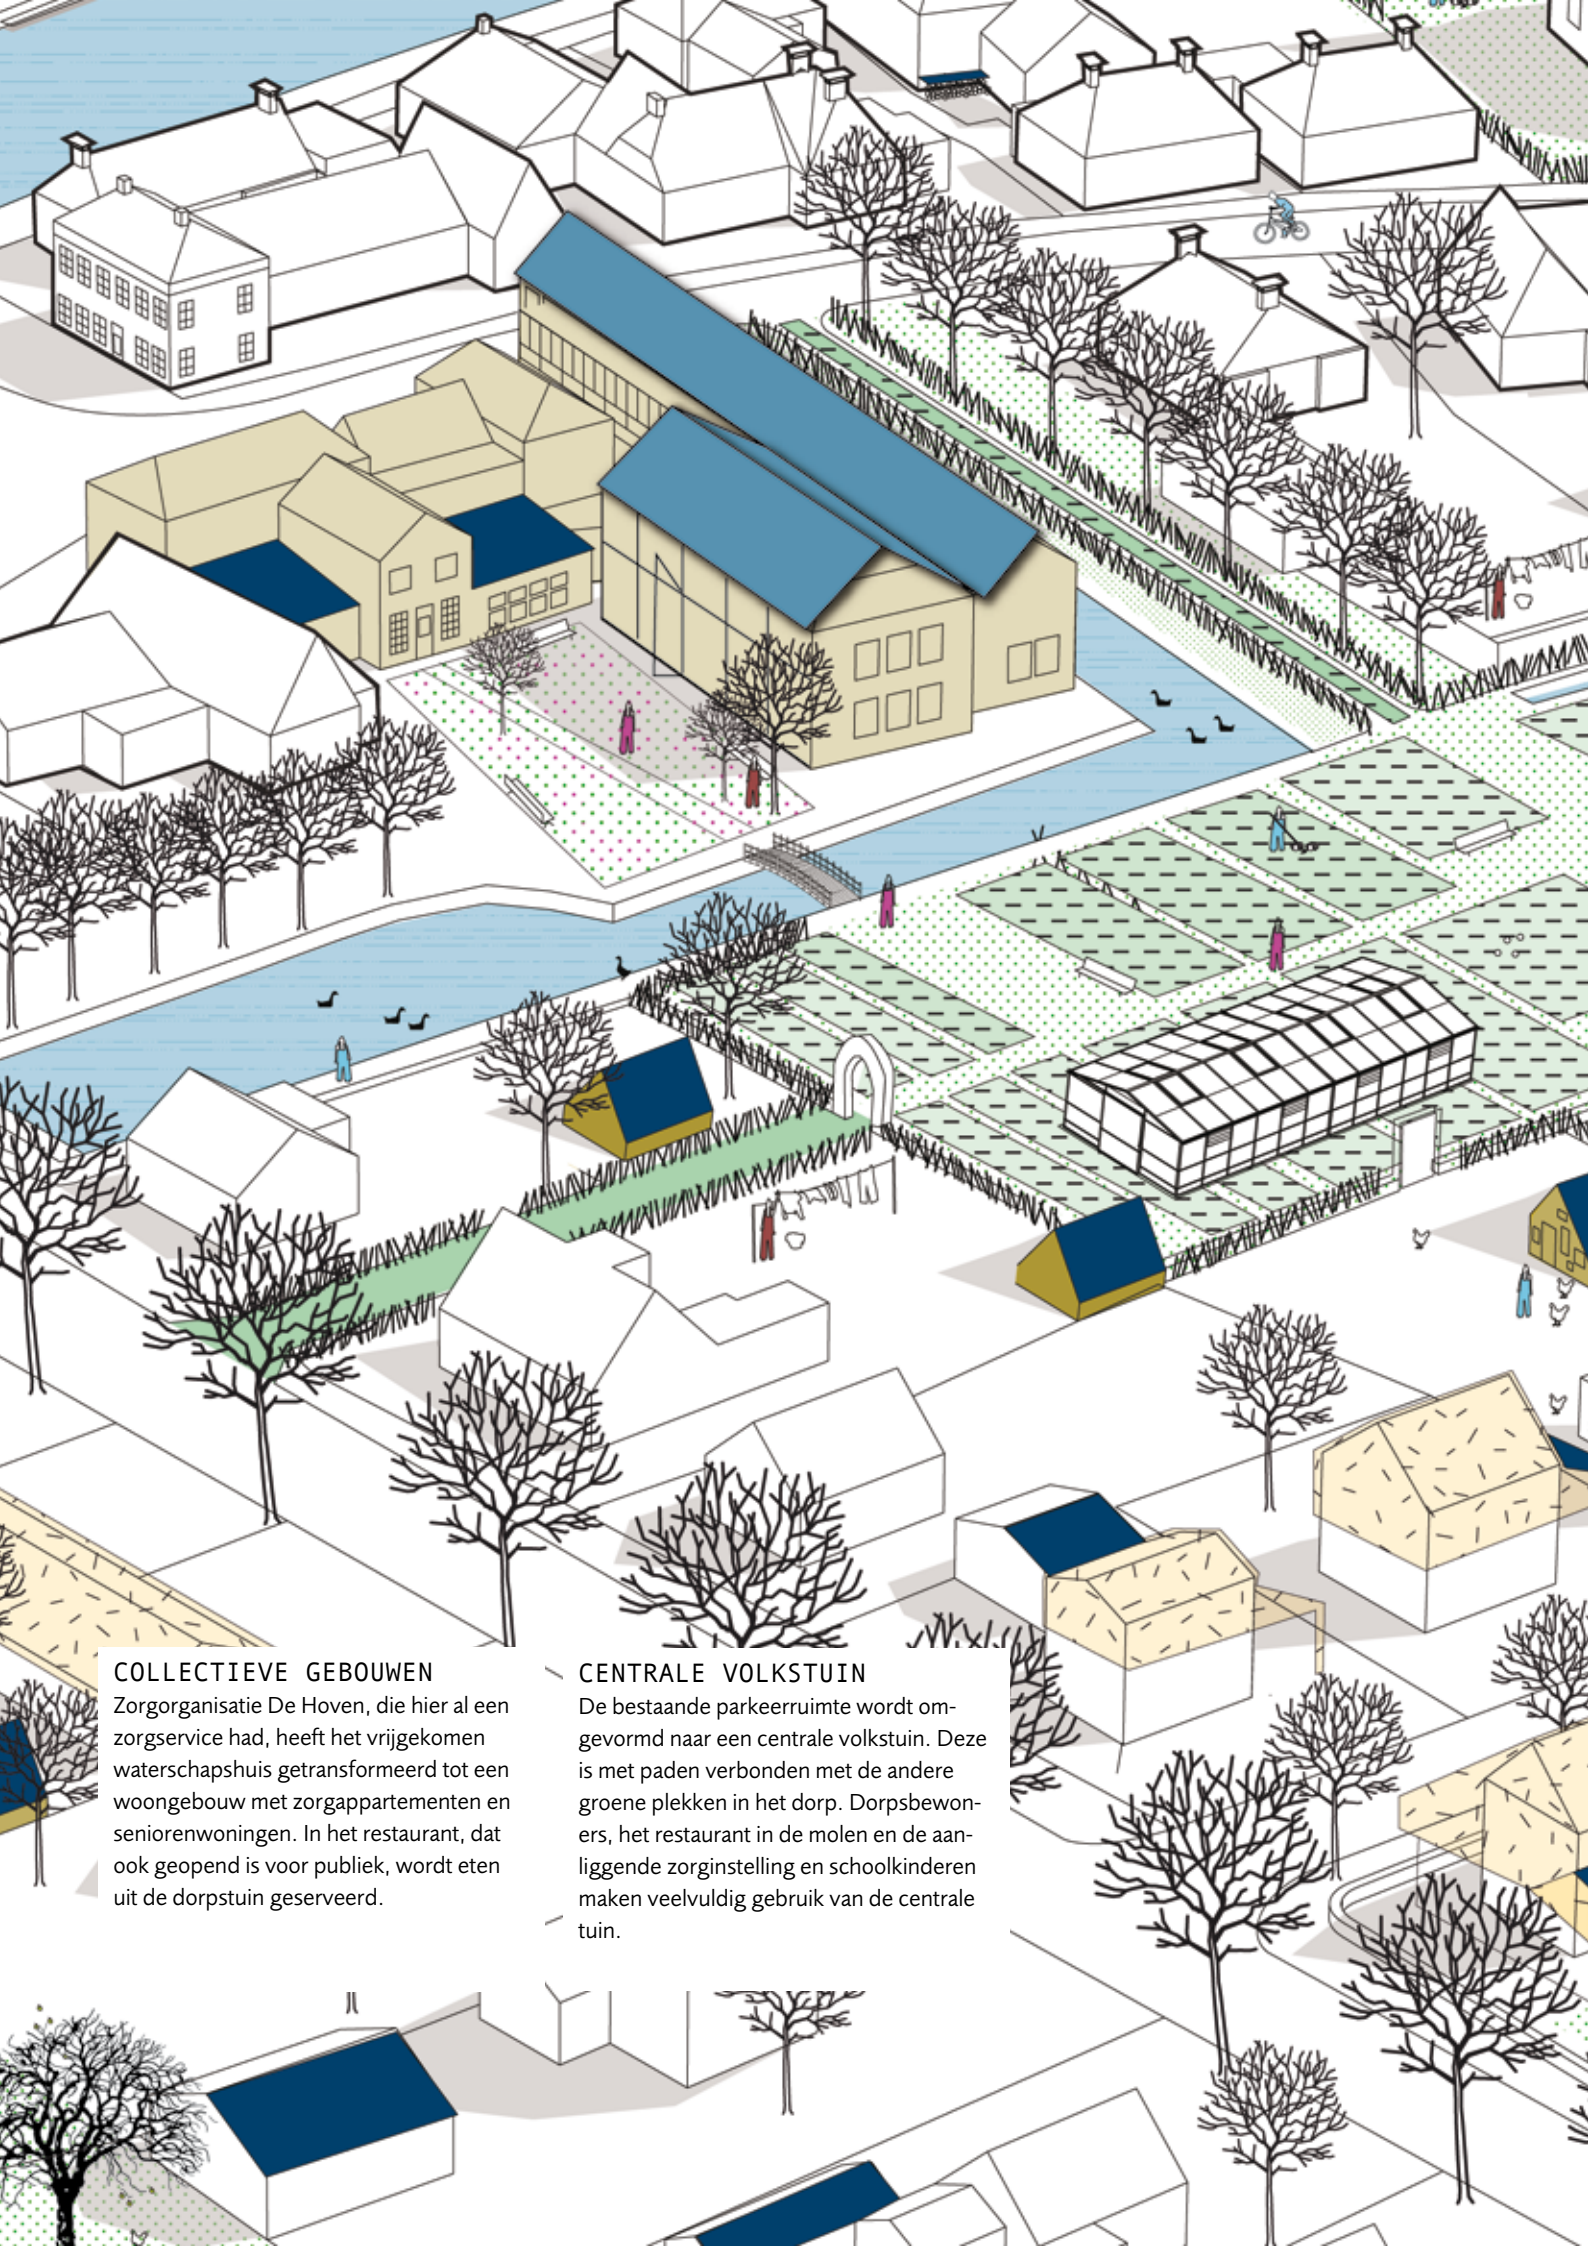 COLLECTIEVE GEBOUWEN
Zorgorganisatie De Hoven, die hier al een
zorgservice had, heeft het vrijgekomen
waterschapshuis getransformeerd tot een
woongebouw met zorgappartementen en
seniorenwoningen. In het restaurant, dat
ook geopend is voor publiek, wordt eten
uit de dorpstuin geserveerd.
CENTRALE VOLKSTUIN
De bestaande parkeerruimte wordt om-
gevormd naar een centrale volkstuin. Deze
is met paden verbonden met de andere
groene plekken in het dorp. Dorpsbewon-
ers, het restaurant in de molen en de aan-
liggende zorginstelling en schoolkinderen
maken veelvuldig gebruik van de centrale
tuin.